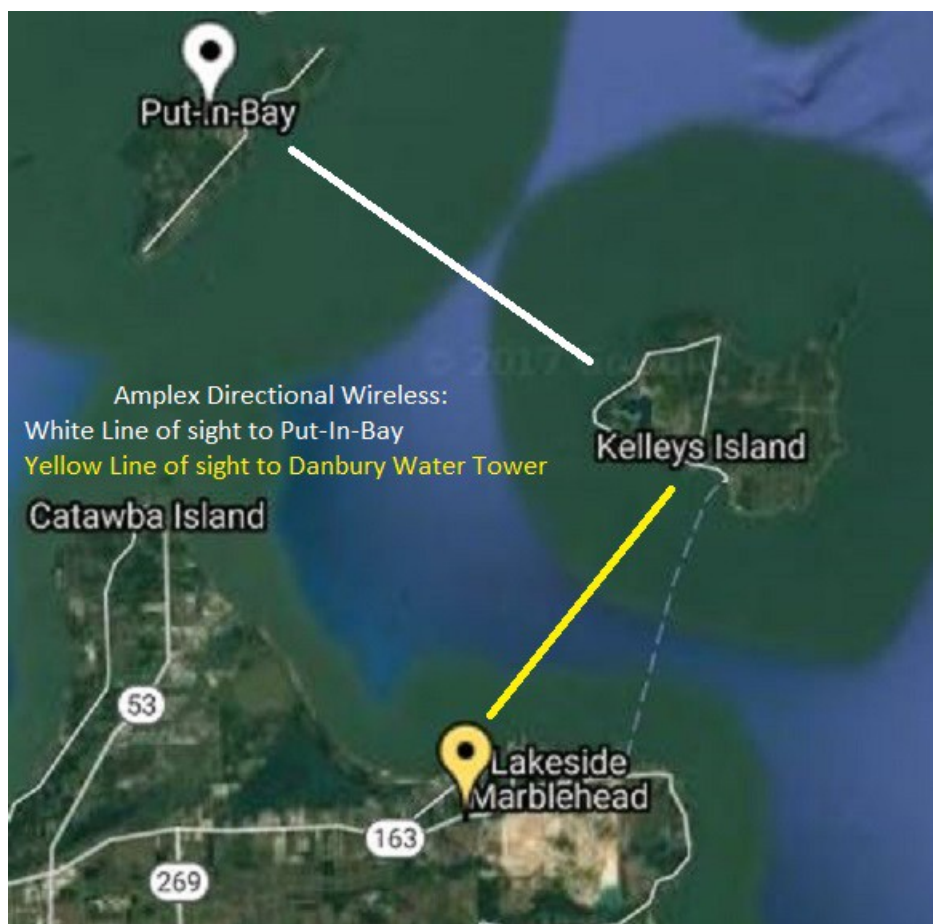 Put-In-Bay
© 2017
Amplex Directional Wireless:
White Line of sight to Put-In-Bay
Kelleys Island
Yellow Line of sight to Danbury Water Tower
Catawba Island
53
Lakeside
Marblehead
163
269